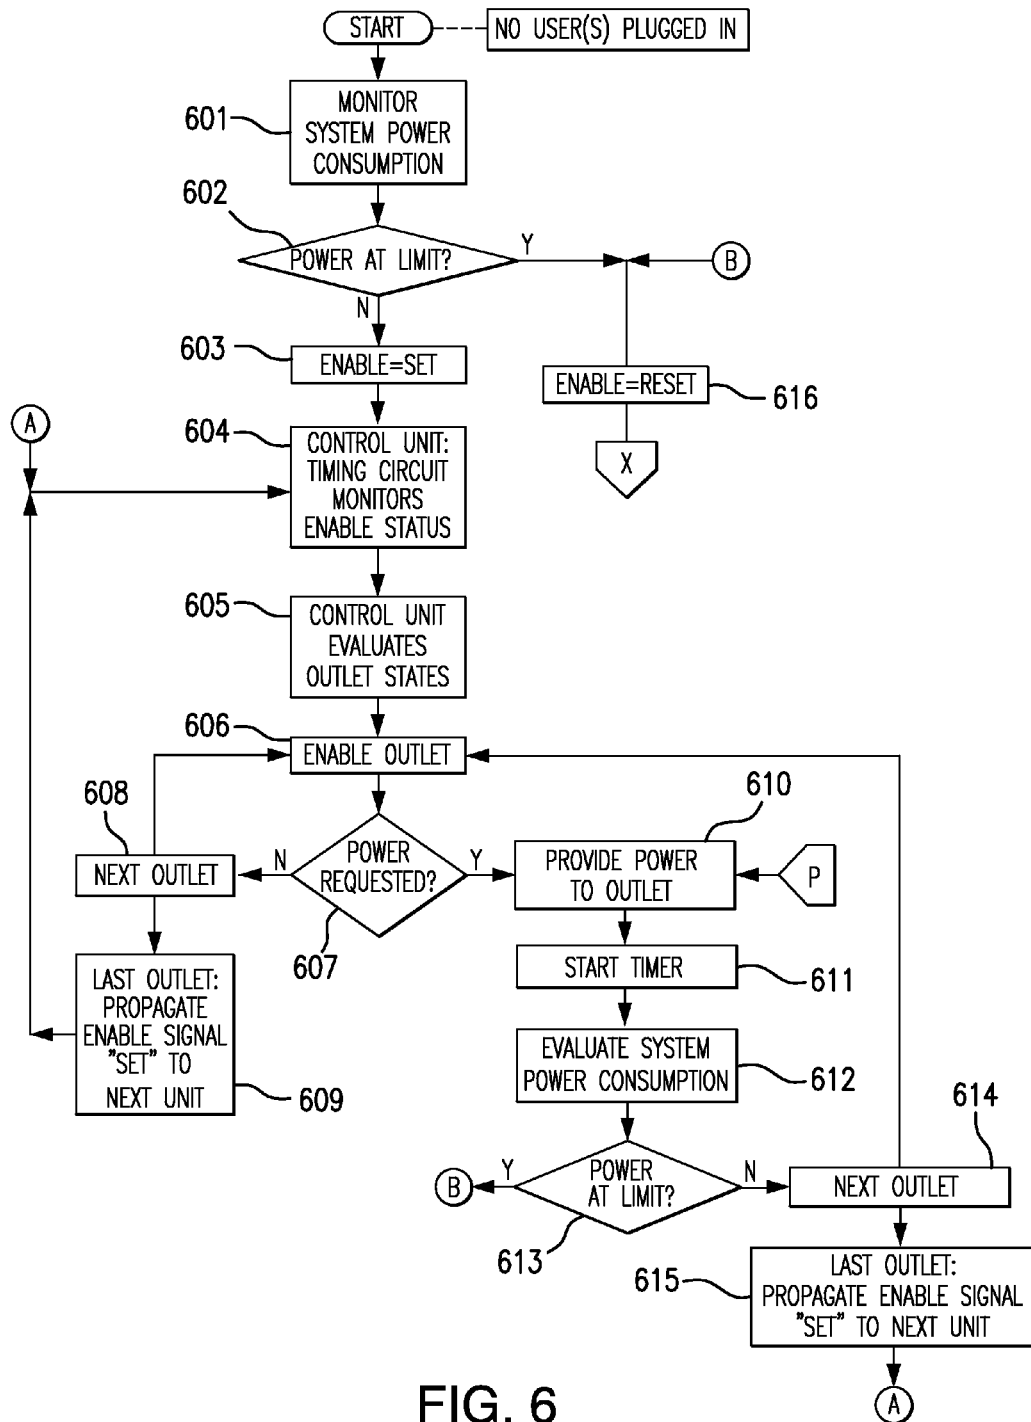 START
NO USER(S) PLUGGED IN
601
MONITOR
SYSTEM POWER
CONSUMPTION
602
POWER AT LIMIT?
Y
B
N
603
ENABLE=SET
ENABLE=RESET
616
X
A
604
CONTROL UNIT:
TIMING CIRCUIT
MONITORS
ENABLE STATUS
605
CONTROL UNIT
EVALUATES
OUTLET STATES
606
ENABLE OUTLET
608
NEXT OUTLET
N
POWER
REQUESTED?
Y
607
610
PROVIDE POWER
TO OUTLET
P
LAST OUTLET:
PROPAGATE
ENABLE SIGNAL
"SET" TO
NEXT UNIT
609
START TIMER
611
EVALUATE SYSTEM
POWER CONSUMPTION
612
B
Y
POWER
AT LIMIT?
N
613
614
NEXT OUTLET
615
LAST OUTLET:
PROPAGATE ENABLE SIGNAL
"SET" TO NEXT UNIT
A
FIG. 6